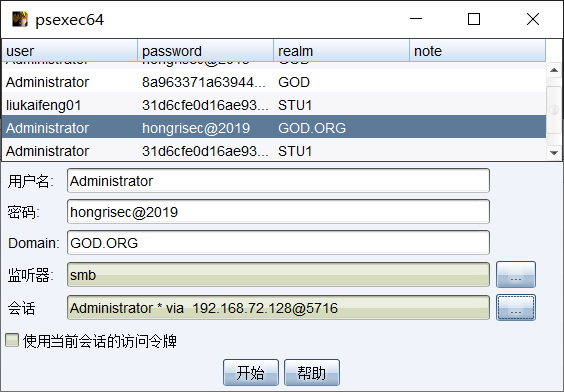 psexec64
user password realm note
Administrator 8a963371a63944... GOD
liukaifeng01 31d6cfe0d16ae93... STU1
Administrator hongrisec@2019 GOD.ORG
Administrator 31d6cfe0d16ae93... STU1
用户名: Administrator
密码: hongrisec@2019
Domain: GOD.ORG
监听器: smb ...
会话 Administrator * via 192.168.72.128@5716 ...
使用当前会话的访问令牌
开始 帮助